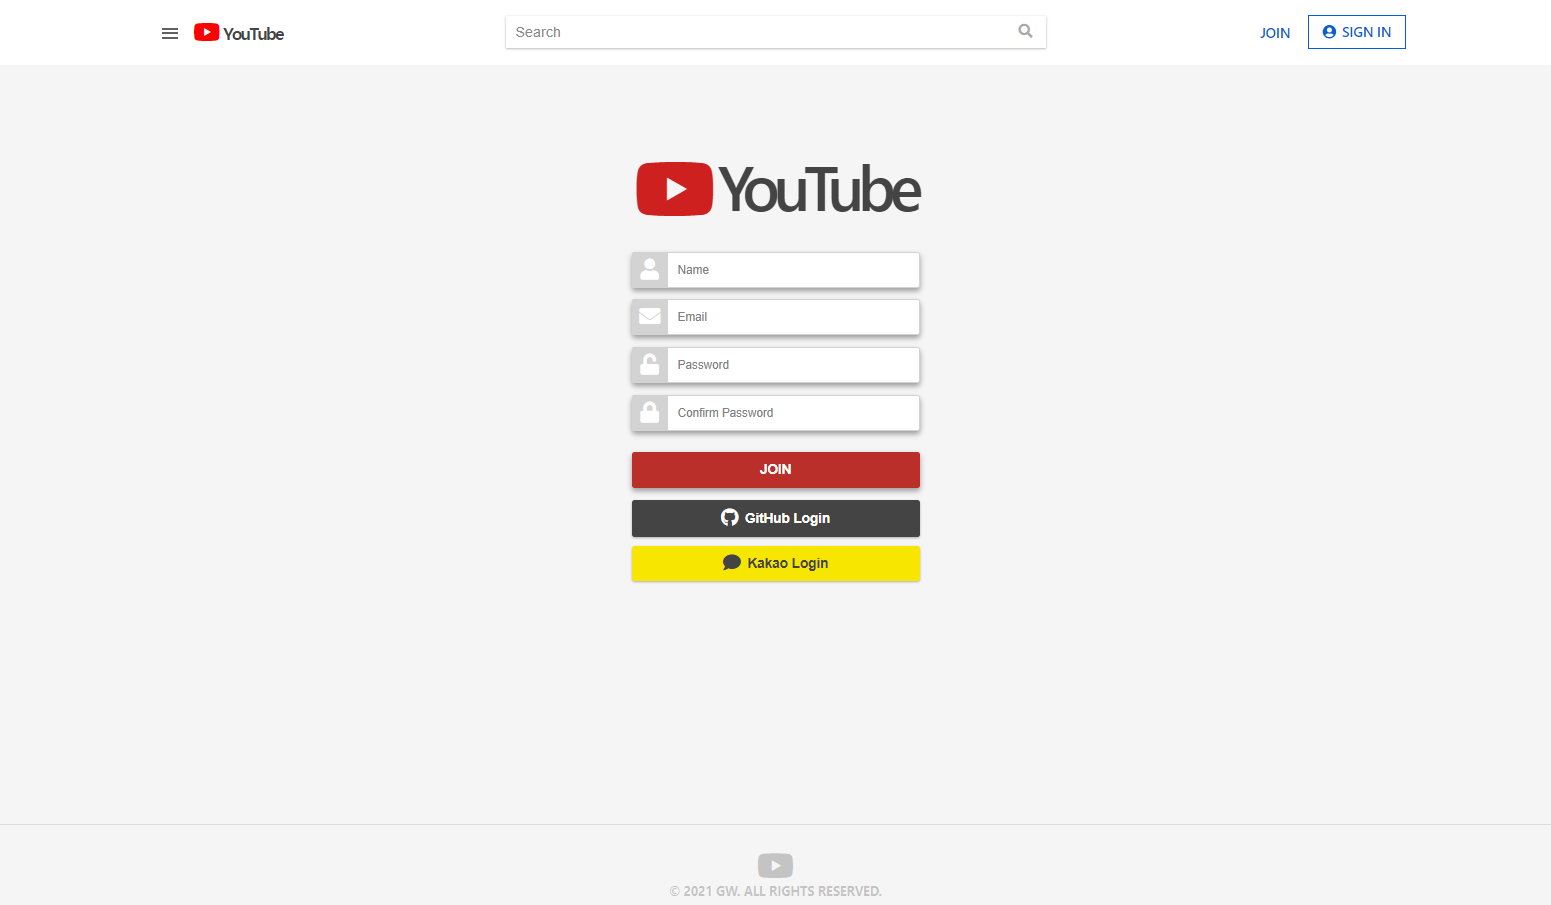 YouTube
Search
JOIN
SIGN IN
YouTube
Name
Email
Password
Confirm Password
JOIN
GitHub Login
Kakao Login
© 2021 GW. ALL RIGHTS RESERVED.